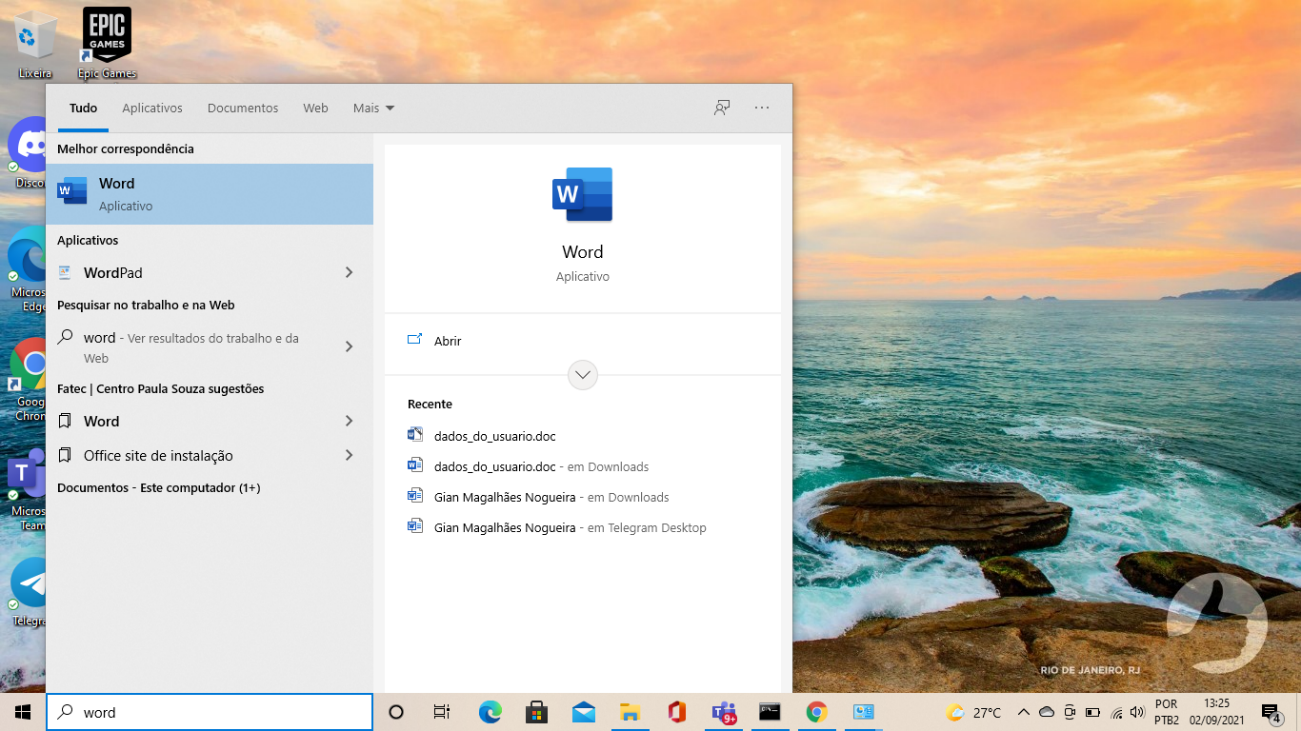 EPIC
GAMES
Lixeira
Epic Games
Tudo
Aplicativos
Documentos
Web
Mais
Melhor correspondência
Word
Aplicativo
Aplicativos
WordPad
Pesquisar no trabalho e na Web
word - Ver resultados do trabalho e da
Web
Fatec | Centro Paula Souza sugestões
Word
Office site de instalação
Documentos - Este computador (1+)
W
Word
Aplicativo
Abrir
Recente
dados_do_usuario.doc
dados_do_usuario.doc - em Downloads
Gian Magalhães Nogueira - em Downloads
Gian Magalhães Nogueira - em Telegram Desktop
RIO DE JANEIRO, RJ
word
9+
27°C
POR
PTB2
13:25
02/09/2021
4